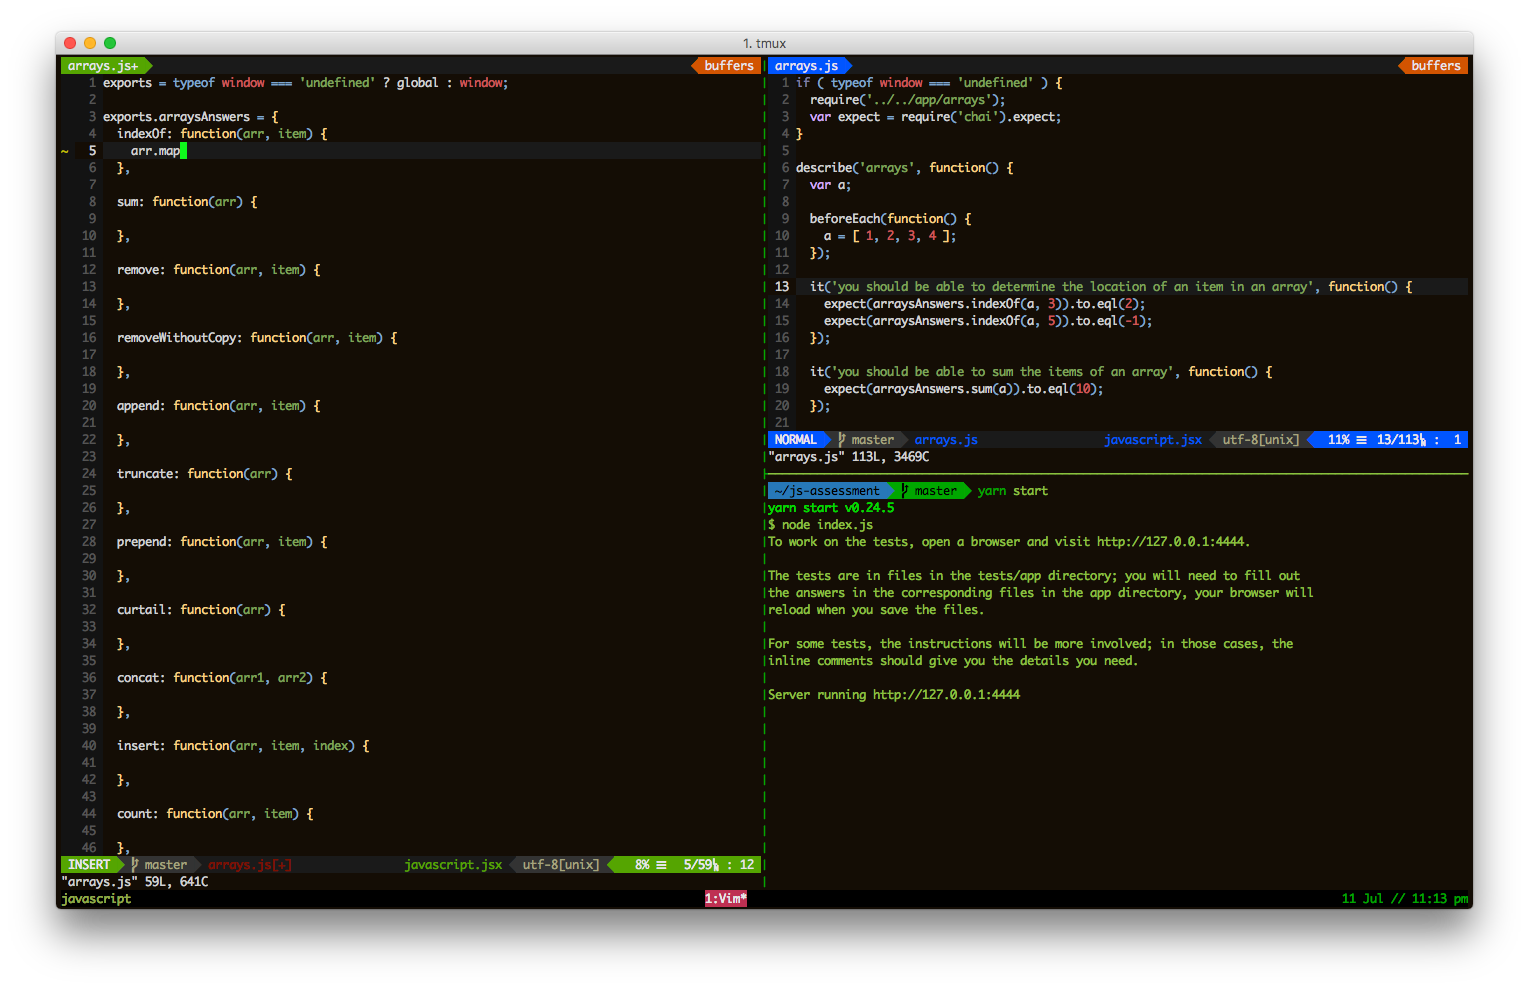 1. tmux
arrays.js+ buffers
1 exports = typeof window === 'undefined' ? global : window;
2
3 exports.arraysAnswers = {
4 indexOf: function(arr, item) {
~ 5 arr.map
6 },
7
8 sum: function(arr) {
9
10 },
11
12 remove: function(arr, item) {
13
14 },
15
16 removeWithoutCopy: function(arr, item) {
17
18 },
19
20 append: function(arr, item) {
21
22 },
23
24 truncate: function(arr) {
25
26 },
27
28 prepend: function(arr, item) {
29
30 },
31
32 curtail: function(arr) {
33
34 },
35
36 concat: function(arr1, arr2) {
37
38 },
39
40 insert: function(arr, item, index) {
41
42 },
43
44 count: function(arr, item) {
45
46 },
INSERT master arrays.js[+] javascript.jsx utf-8[unix] 8% ≡ 5/59 : 12
"arrays.js" 59L, 641C
arrays.js buffers
1 if ( typeof window === 'undefined' ) {
2 require('../../app/arrays');
3 var expect = require('chai').expect;
4 }
5
6 describe('arrays', function() {
7 var a;
8
9 beforeEach(function() {
10 a = [ 1, 2, 3, 4 ];
11 });
12
13 it('you should be able to determine the location of an item in an array', function() {
14 expect(arraysAnswers.indexOf(a, 3)).to.eql(2);
15 expect(arraysAnswers.indexOf(a, 5)).to.eql(-1);
16 });
17
18 it('you should be able to sum the items of an array', function() {
19 expect(arraysAnswers.sum(a)).to.eql(10);
20 });
21
NORMAL master arrays.js javascript.jsx utf-8[unix] 11% ≡ 13/113 : 1
"arrays.js" 113L, 3469C
~/js-assessment master yarn start
yarn start v0.24.5
$ node index.js
To work on the tests, open a browser and visit http://127.0.0.1:4444.
The tests are in files in the tests/app directory; you will need to fill out
the answers in the corresponding files in the app directory, your browser will
reload when you save the files.
For some tests, the instructions will be more involved; in those cases, the
inline comments should give you the details you need.
Server running http://127.0.0.1:4444
javascript 1:Vim* 11 Jul // 11:13 pm